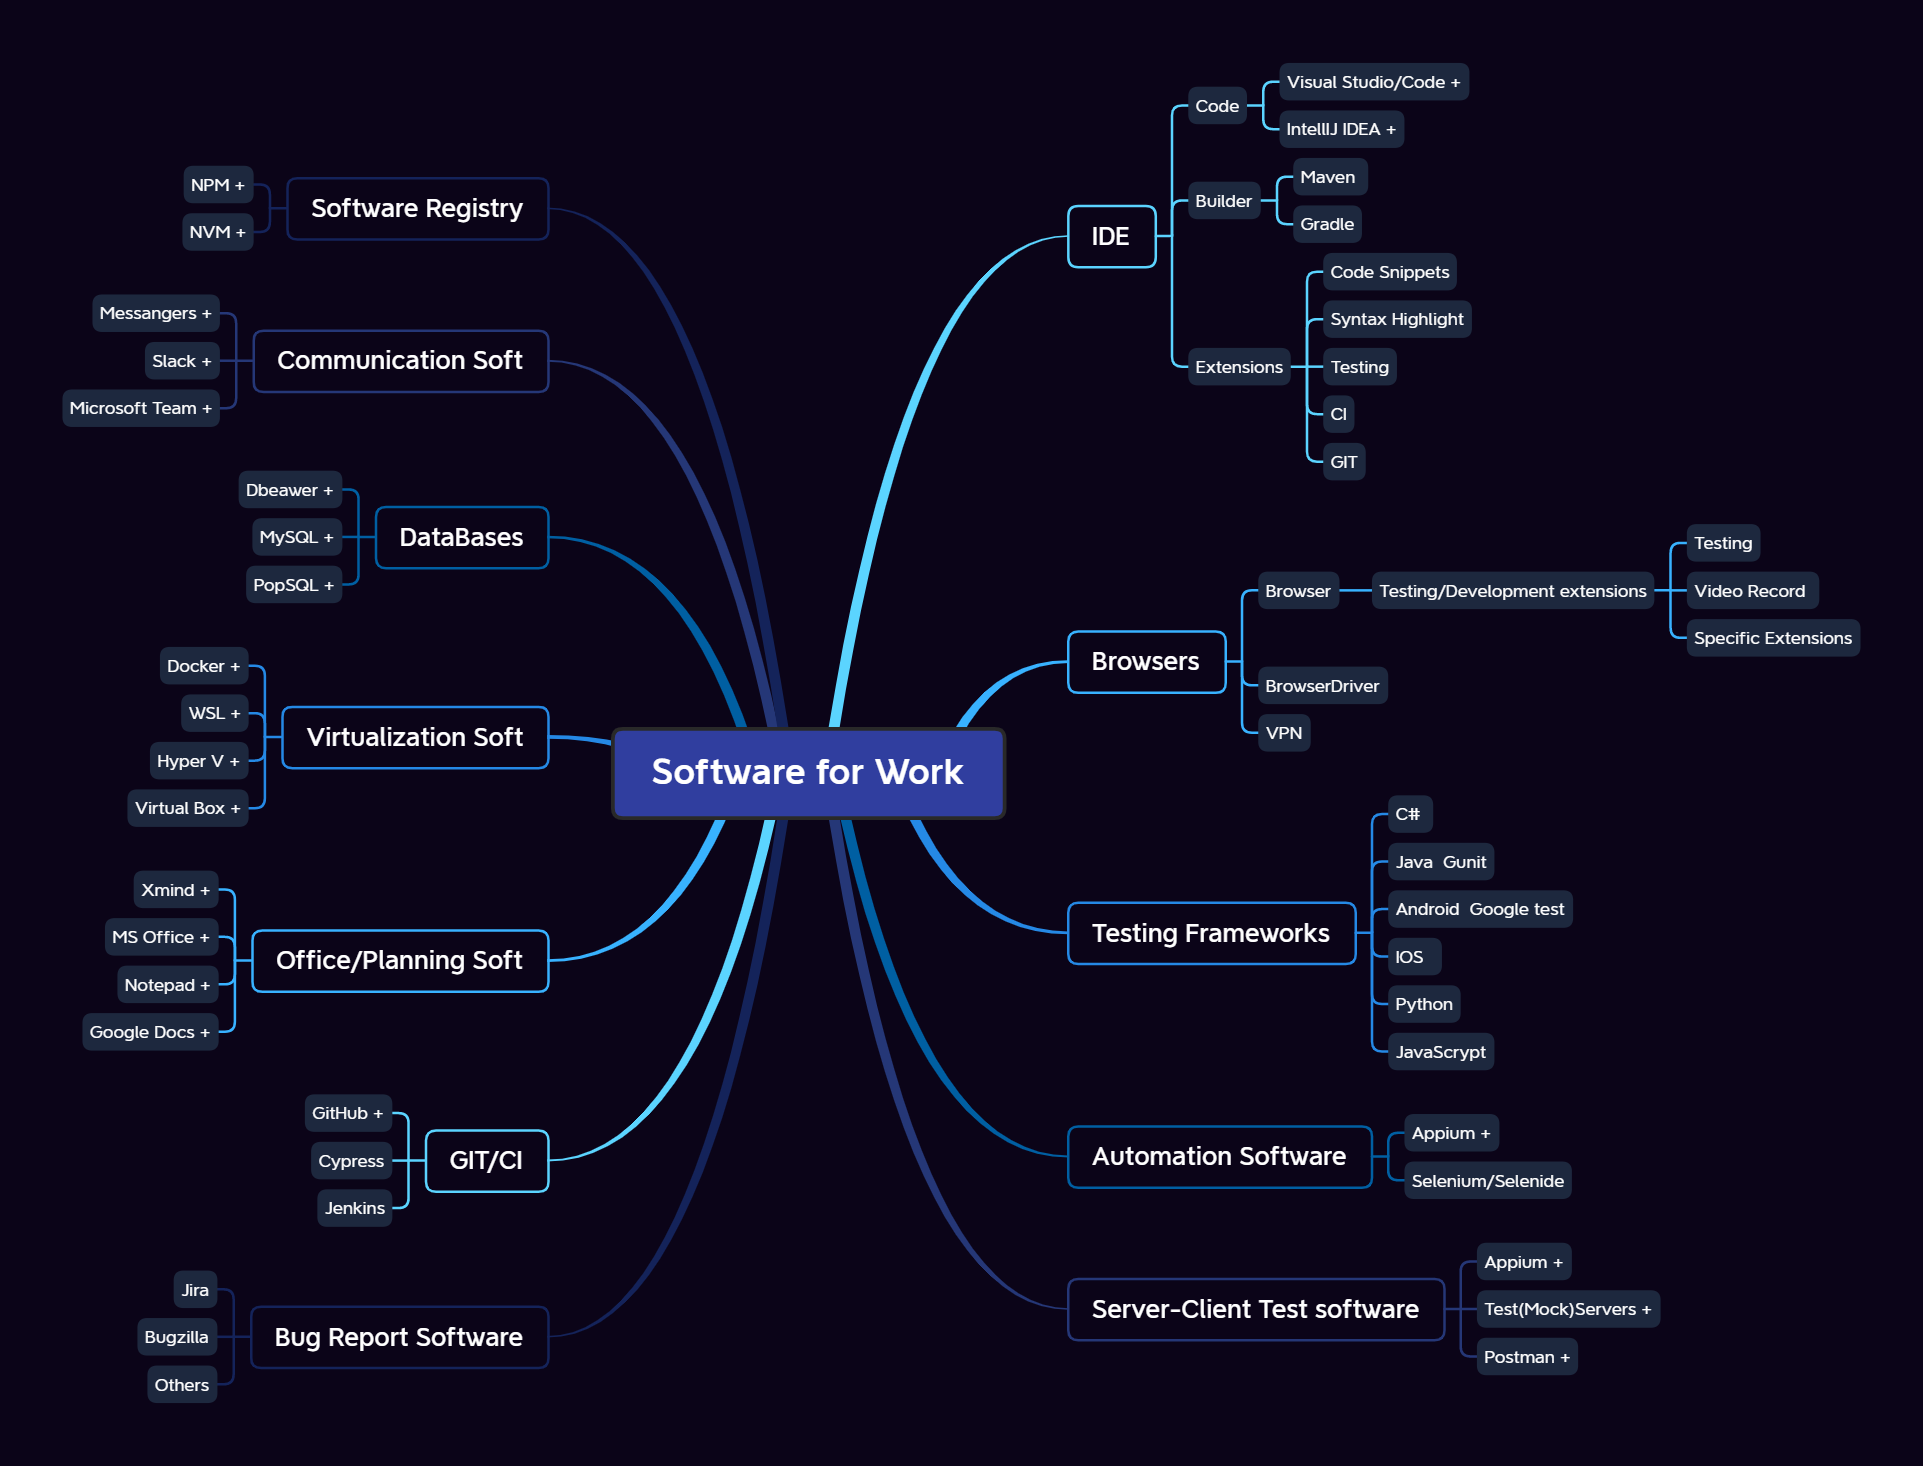 Software for Work
IDE
Code
Visual Studio/Code +
IntellIJ IDEA +
Builder
Maven
Gradle
Extensions
Code Snippets
Syntax Highlight
Testing
CI
GIT
Browsers
Browser
Testing/Development extensions
Testing
Video Record
Specific Extensions
BrowserDriver
VPN
Testing Frameworks
C#
Java  Gunit
Android  Google test
IOS
Python
JavaScrypt
Automation Software
Appium +
Selenium/Selenide
Server-Client Test software
Appium +
Test(Mock)Servers +
Postman +
Software Registry
NPM +
NVM +
Communication Soft
Messangers +
Slack +
Microsoft Team +
DataBases
Dbeawer +
MySQL +
PopSQL +
Virtualization Soft
Docker +
WSL +
Hyper V +
Virtual Box +
Office/Planning Soft
Xmind +
MS Office +
Notepad +
Google Docs +
GIT/CI
GitHub +
Cypress
Jenkins
Bug Report Software
Jira
Bugzilla
Others